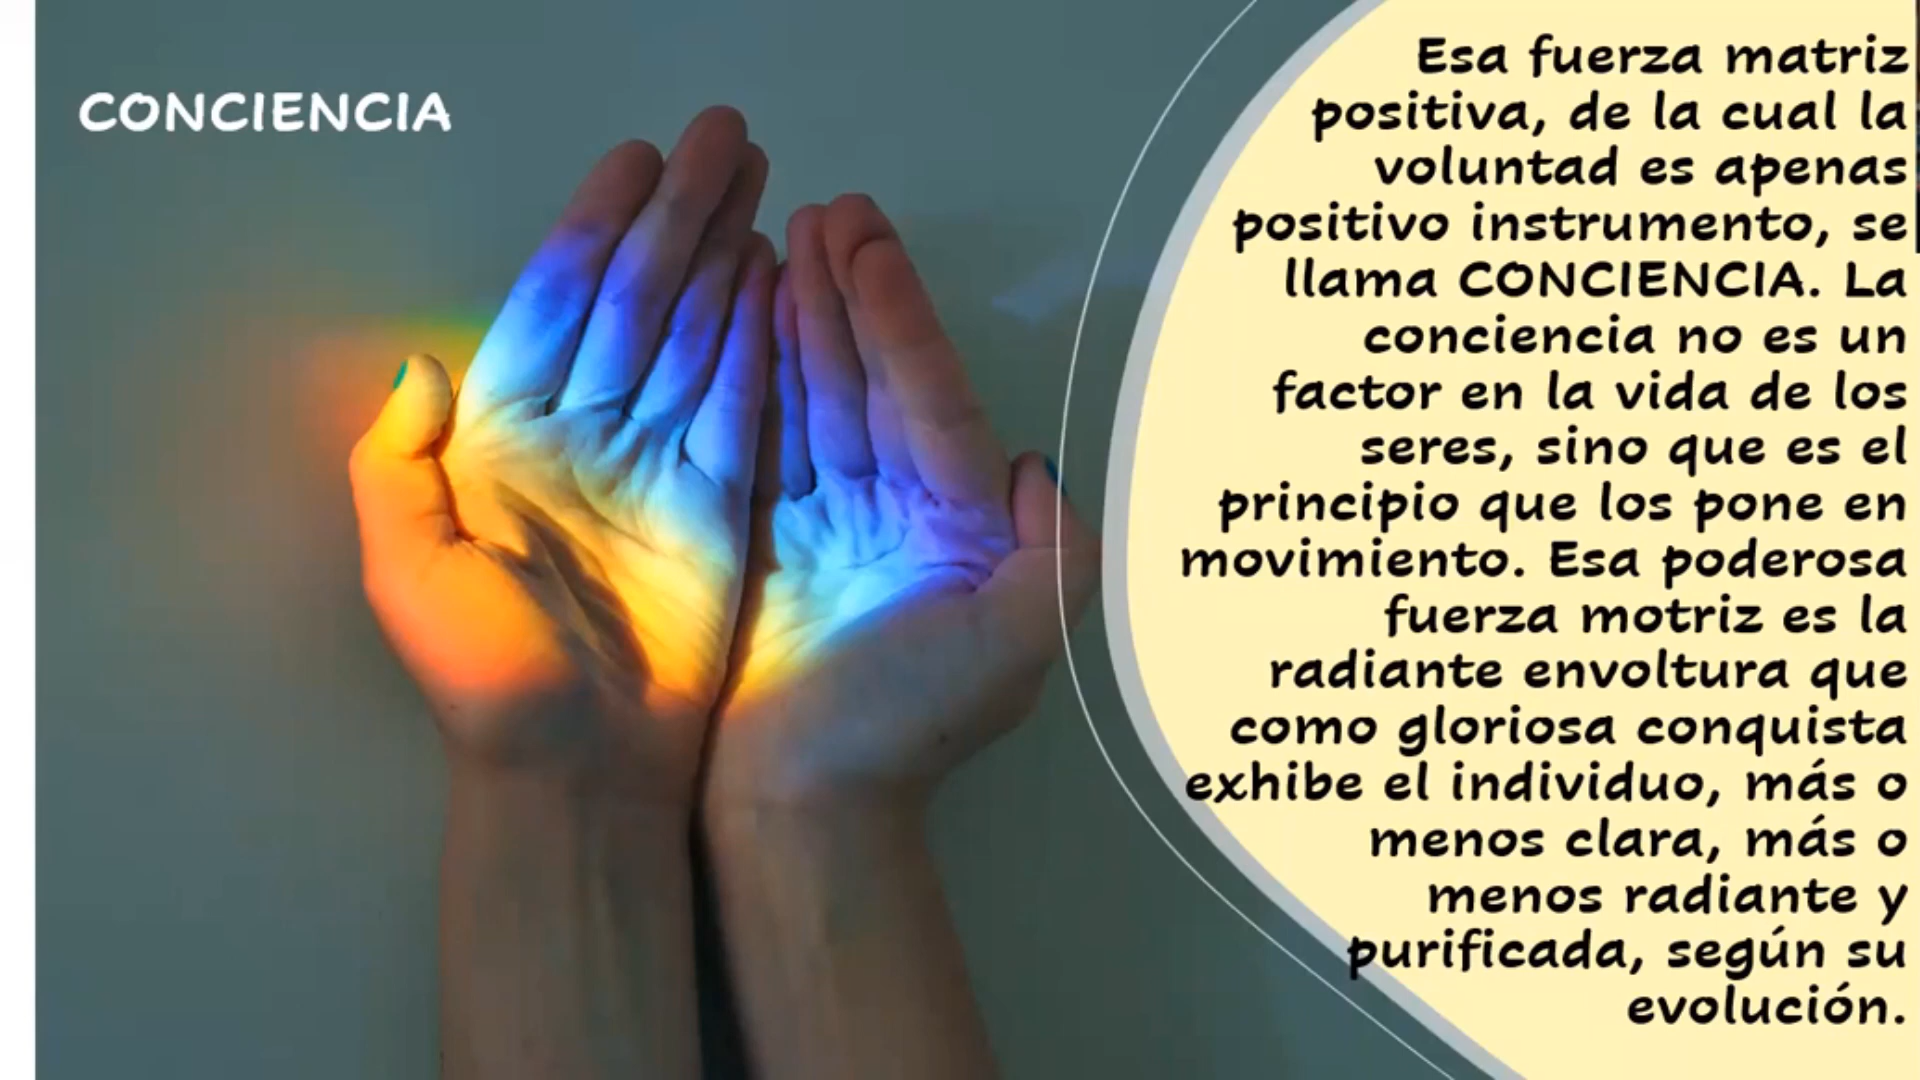 CONCIENCIA
Esa fuerza matriz
positiva, de la cual la
voluntad es apenas
positivo instrumento, se
llama CONCIENCIA. La
conciencia no es un
factor en la vida de los
seres, sino que es el
principio que los pone en
movimiento. Esa poderosa
fuerza motriz es la
radiante envoltura que
como gloriosa conquista
exhibe el individuo, más o
menos clara, más o
menos radiante y
purificada, según su
evolución.